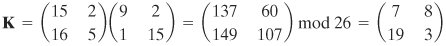 K = (15 2
16 5)(9 2
1 15) = (137 60
149 107) mod 26 = (7 8
19 3)